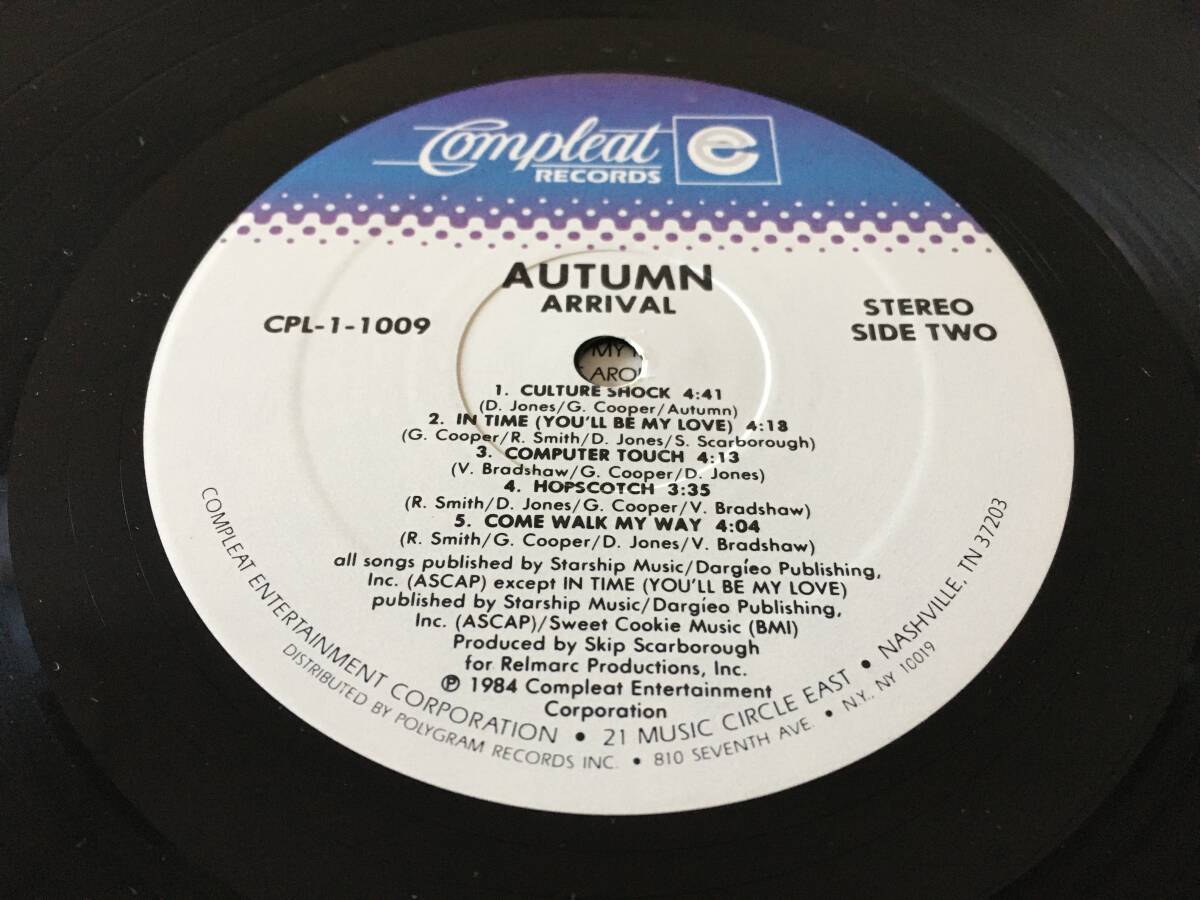 Compleat
RECORDS
AUTUMN
ARRIVAL
CPL-1-1009
STEREO
SIDE TWO
MY
1. CULTURE SHOCK 4:41
(D. Jones/G. Cooper/Autumn)
2. IN TIME (YOU'LL BE MY LOVE) 4:18
(G. Cooper/R. Smith/D. Jones/S. Scarborough)
3. COMPUTER TOUCH 4:13
(V. Bradshaw/G. Cooper/D. Jones)
4. HOPSCOTCH 3:35
(R. Smith/D. Jones/G. Cooper/V. Bradshaw)
5. COME WALK MY WAY 4:04
(R. Smith/G. Cooper/D. Jones/V. Bradshaw)
all songs published by Starship Music/Dargíeo Publishing,
Inc. (ASCAP) except IN TIME (YOU'LL BE MY LOVE)
published by Starship Music/Dargíeo Publishing,
Inc. (ASCAP)/Sweet Cookie Music (BMI)
Produced by Skip Scarborough
for Relmarc Productions, Inc.
℗ 1984 Compleat Entertainment
Corporation
COMPLEAT ENTERTAINMENT CORPORATION • 21 MUSIC CIRCLE EAST • NASHVILLE, TN 37203
DISTRIBUTED BY POLYGRAM RECORDS INC. • 810 SEVENTH AVE. • N.Y., NY 10019